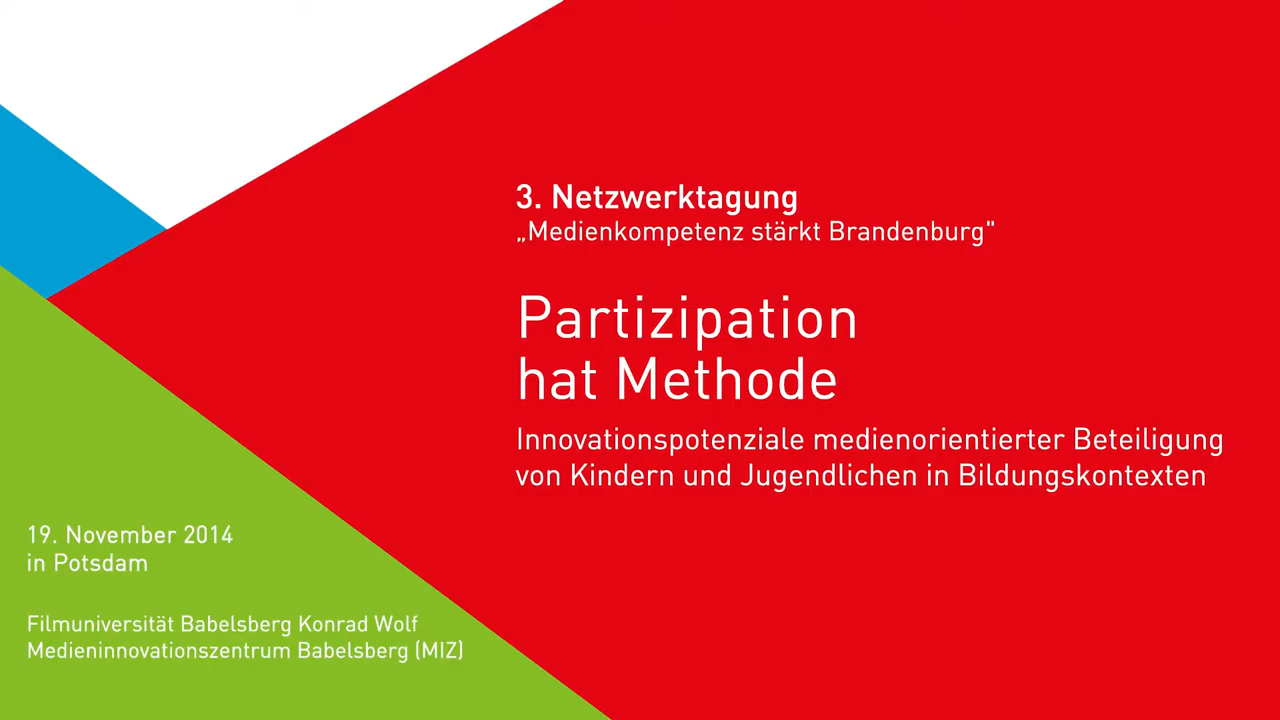 3. Netzwerktagung
„Medienkompetenz stärkt Brandenburg"
Partizipation
hat Methode
Innovationspotenziale medienorientierter Beteiligung
von Kindern und Jugendlichen in Bildungskontexten
19. November 2014
in Potsdam
Filmuniversität Babelsberg Konrad Wolf
Medieninnovationszentrum Babelsberg (MIZ)